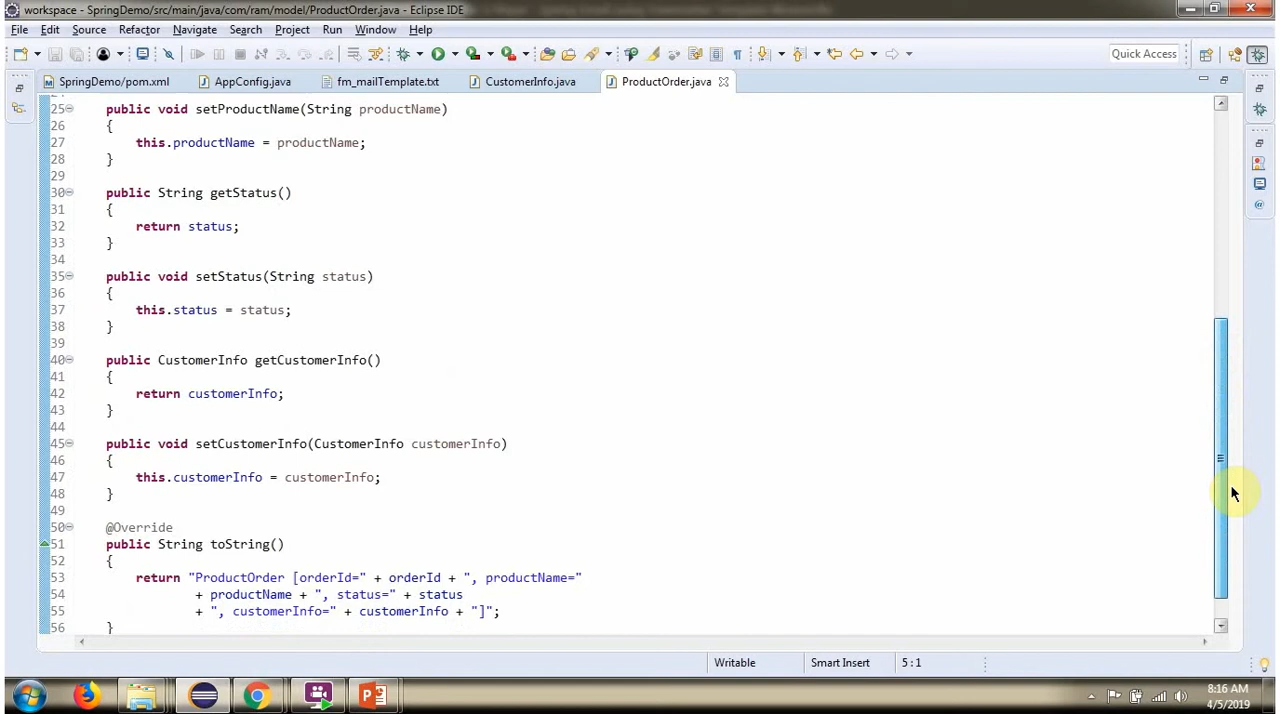 workspace - SpringDemo/src/main/java/com/ram/model/ProductOrder.java - Eclipse IDE
File Edit Source Refactor Navigate Search Project Run Window Help
Quick Access
SpringDemo/pom.xml AppConfig.java fm_mailTemplate.txt CustomerInfo.java ProductOrder.java
25 public void setProductName(String productName)
26 {
27 this.productName = productName;
28 }
29
30 public String getStatus()
31 {
32 return status;
33 }
34
35 public void setStatus(String status)
36 {
37 this.status = status;
38 }
39
40 public CustomerInfo getCustomerInfo()
41 {
42 return customerInfo;
43 }
44
45 public void setCustomerInfo(CustomerInfo customerInfo)
46 {
47 this.customerInfo = customerInfo;
48 }
49
50 @Override
51 public String toString()
52 {
53 return "ProductOrder [orderId=" + orderId + ", productName="
54 + productName + ", status=" + status
55 + ", customerInfo=" + customerInfo + "]";
56 }
Writable Smart Insert 5 : 1
8:16 AM
4/5/2019